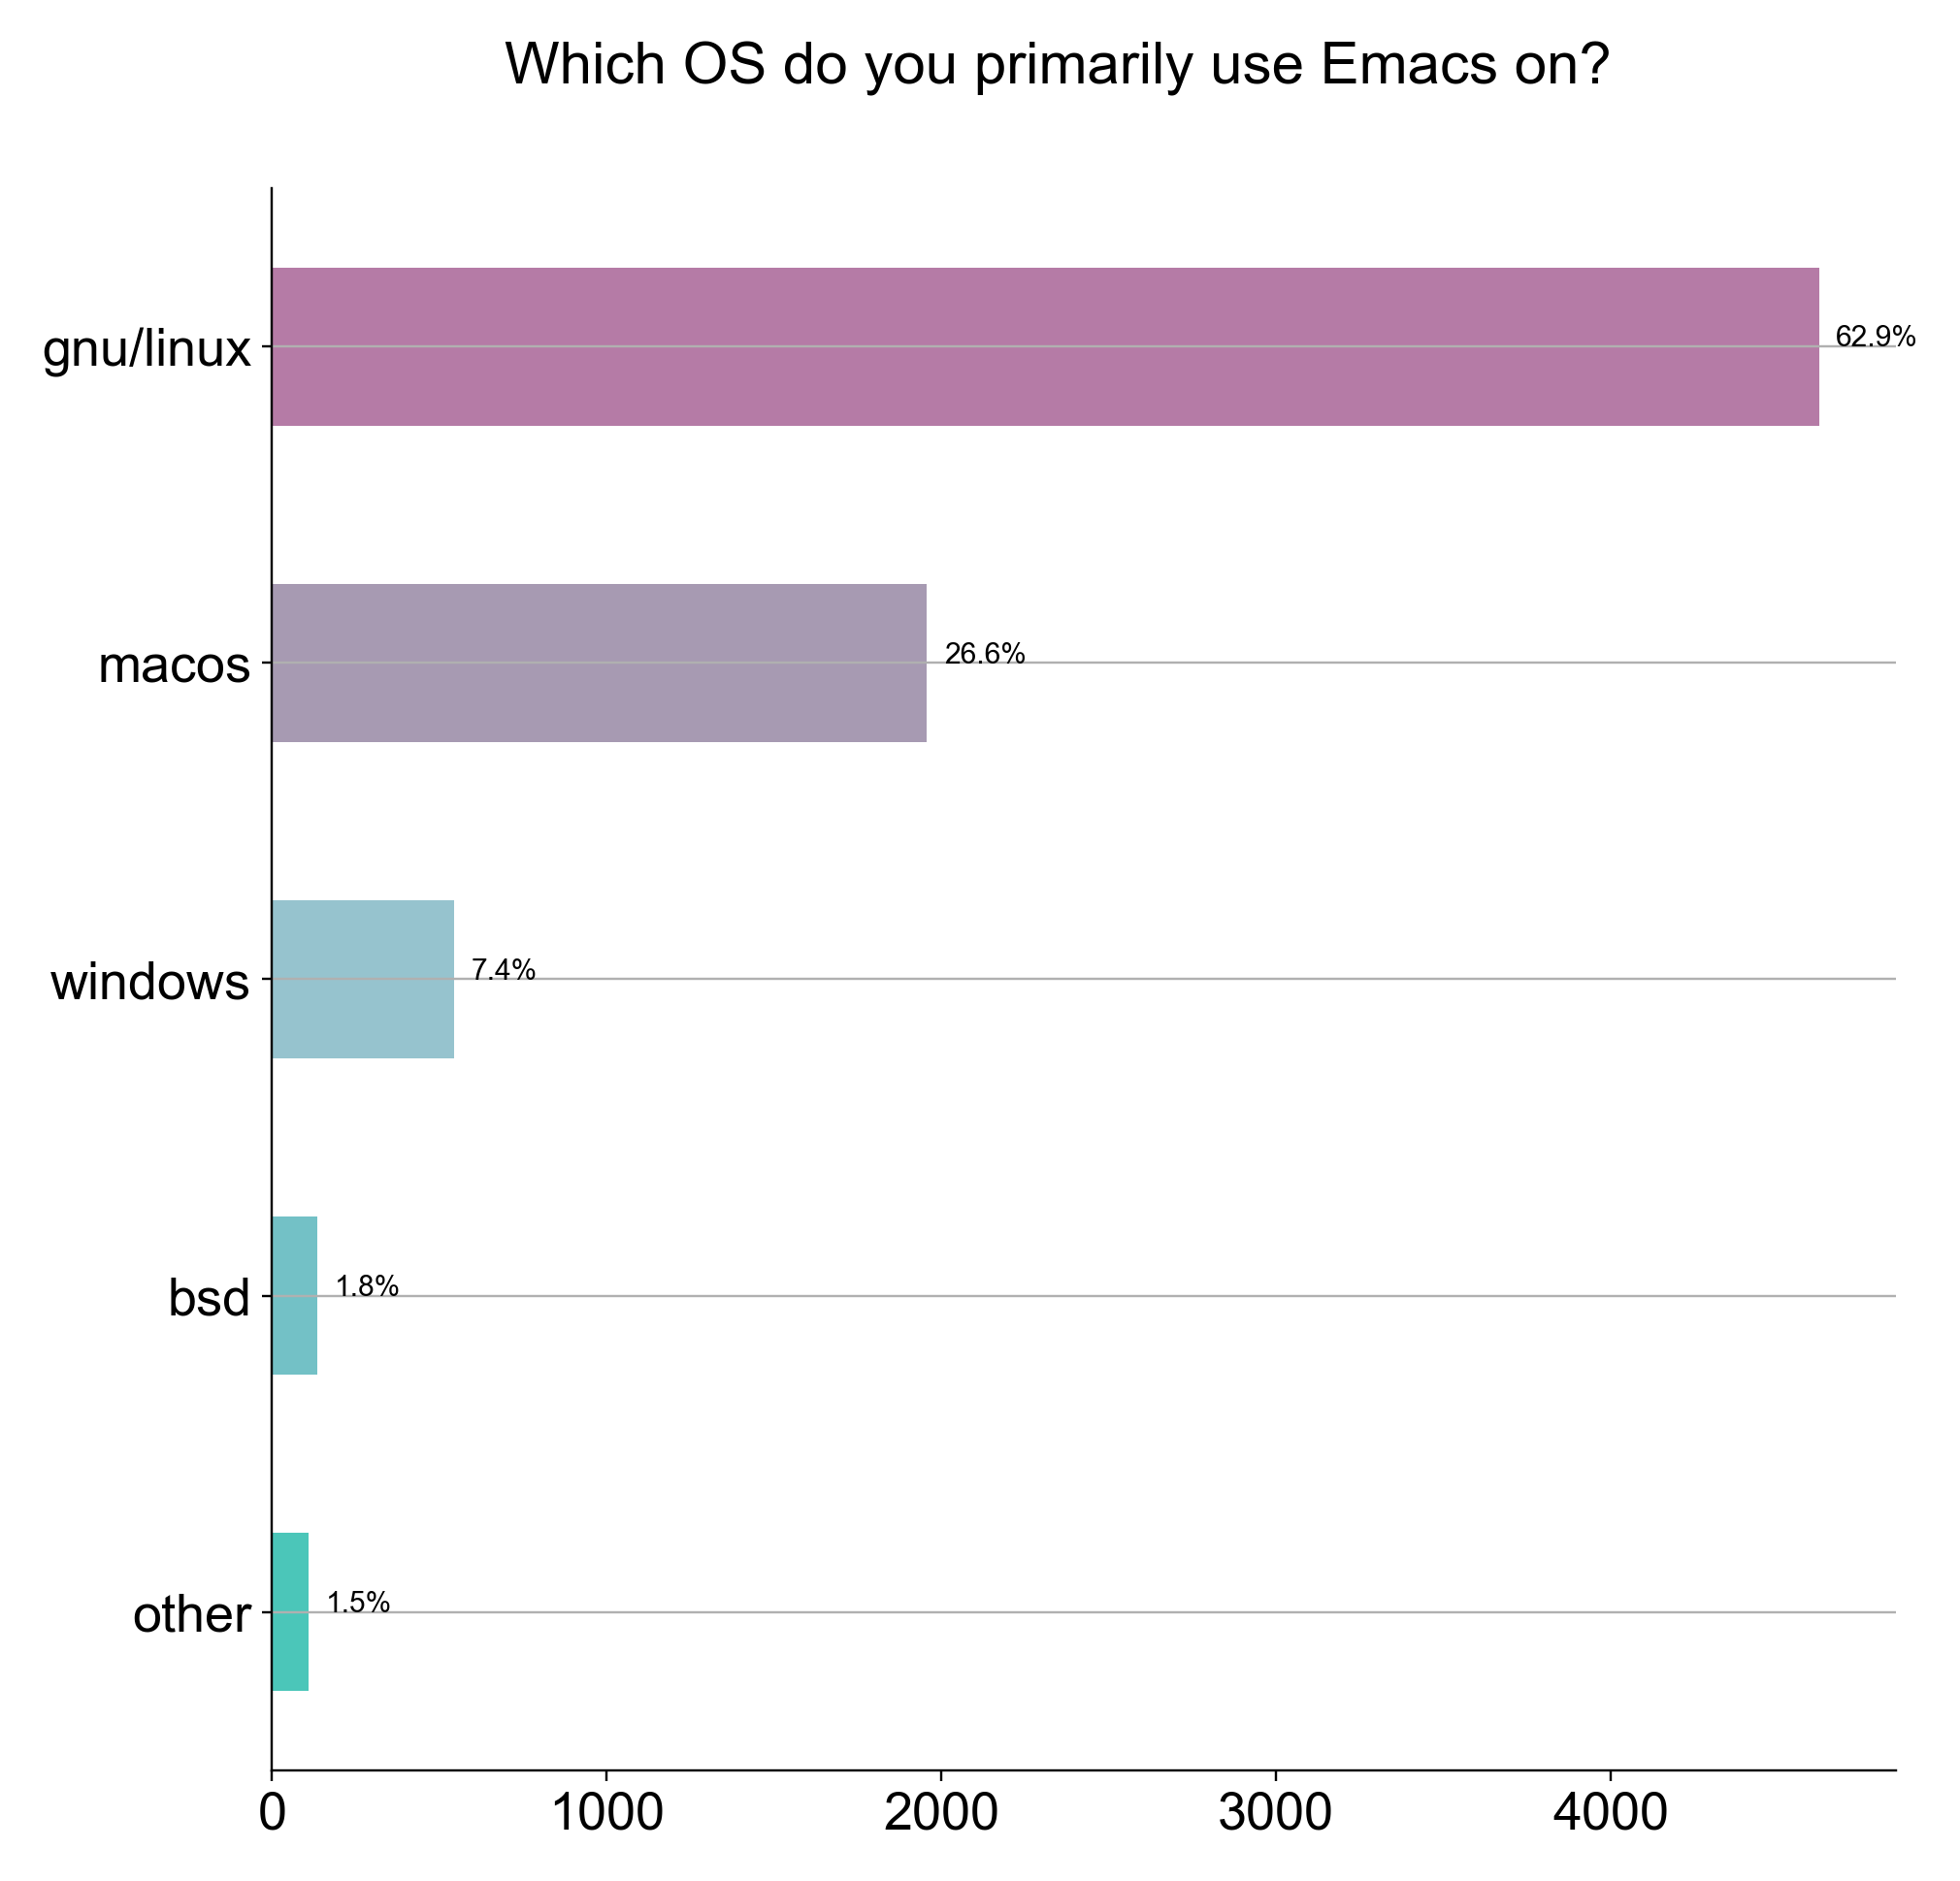 Which OS do you primarily use Emacs on?
gnu/linux
62.9%
macos
26.6%
windows
7.4%
bsd
1.8%
other
1.5%
0 1000 2000 3000 4000